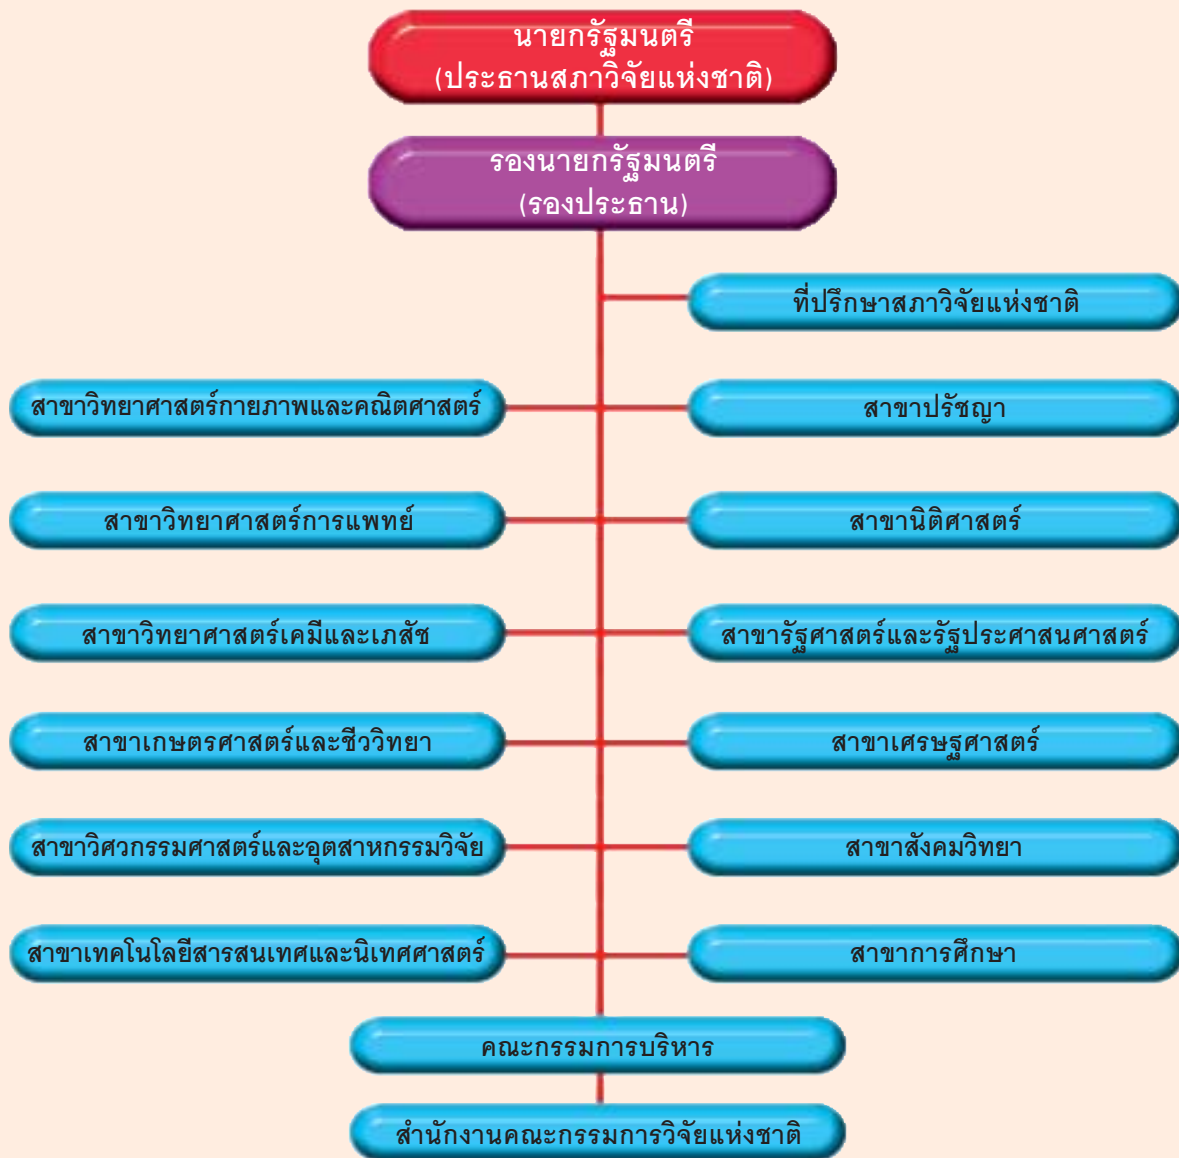 นายกรัฐมนตรี
(ประธานสภาวิจัยแห่งชาติ)
รองนายกรัฐมนตรี
(รองประธาน)
ที่ปรึกษาสภาวิจัยแห่งชาติ
สาขาวิทยาศาสตร์กายภาพและคณิตศาสตร์
สาขาปรัชญา
สาขาวิทยาศาสตร์การแพทย์
สาขานิติศาสตร์
สาขาวิทยาศาสตร์เคมีและเภสัช
สาขารัฐศาสตร์และรัฐประศาสนศาสตร์
สาขาเกษตรศาสตร์และชีววิทยา
สาขาเศรษฐศาสตร์
สาขาวิศวกรรมศาสตร์และอุตสาหกรรมวิจัย
สาขาสังคมวิทยา
สาขาเทคโนโลยีสารสนเทศและนิเทศศาสตร์
สาขาการศึกษา
คณะกรรมการบริหาร
สำนักงานคณะกรรมการวิจัยแห่งชาติ